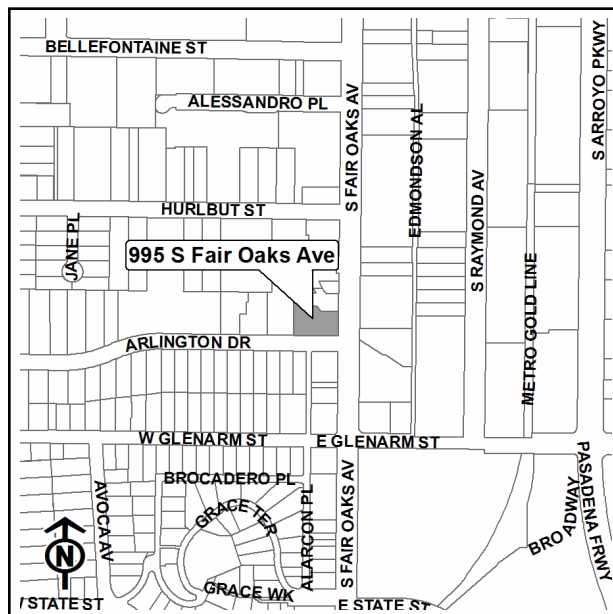 BELLEFONTAINE ST
ALESSANDRO PL
S FAIR OAKS AV
EDMONDSON AL
S RAYMOND AV
S ARROYO PKWY
HURLBUT ST
JANE PL
995 S Fair Oaks Ave
METRO GOLD LINE
ARLINGTON DR
W GLENARM ST
E GLENARM ST
BROCADERO PL
AVOCA AV
GRACE TER
ALARCON PL
S FAIR OAKS AV
BROADWAY
PASADENA FRWY
N
GRACE WK
W STATE ST
E STATE ST